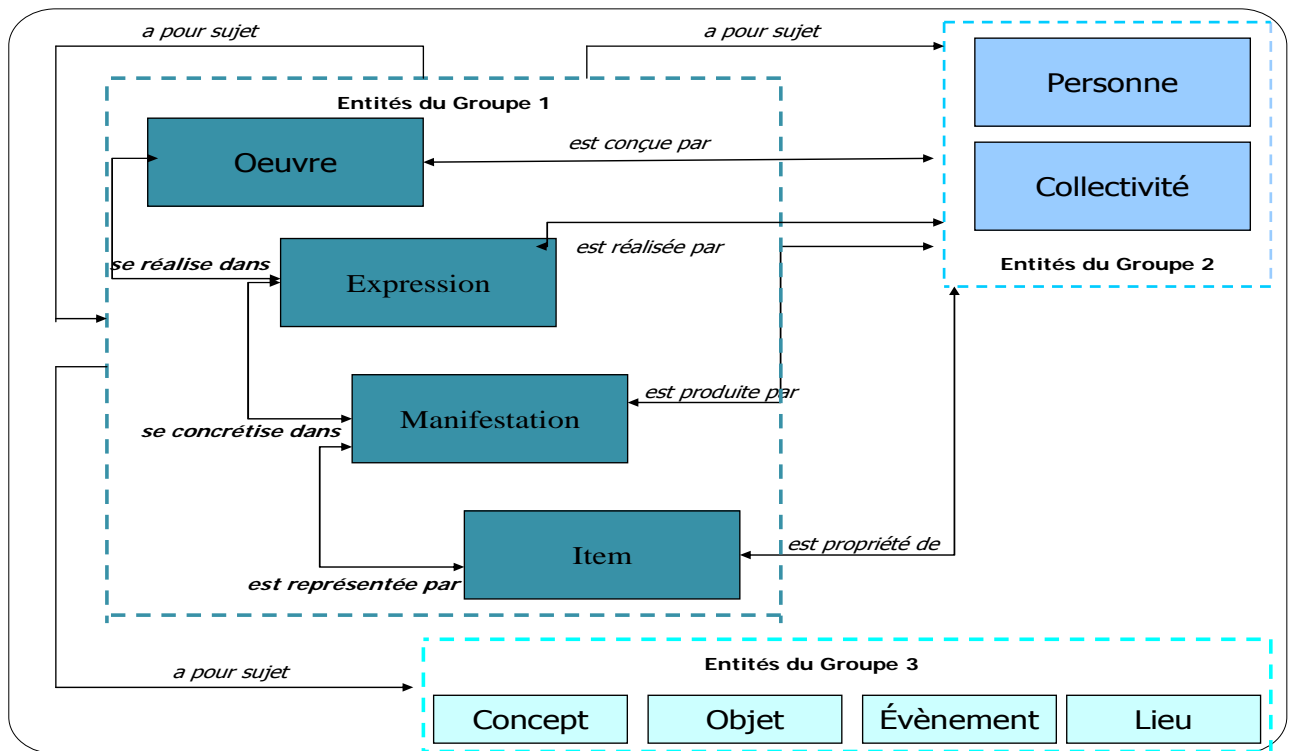 a pour sujet
a pour sujet
Entités du Groupe 1
Personne
Oeuvre
est conçue par
Collectivité
est réalisée par
Entités du Groupe 2
se réalise dans
Expression
est produite par
Manifestation
se concrétise dans
Item
est propriété de
est représentée par
Entités du Groupe 3
a pour sujet
Concept
Objet
Évènement
Lieu